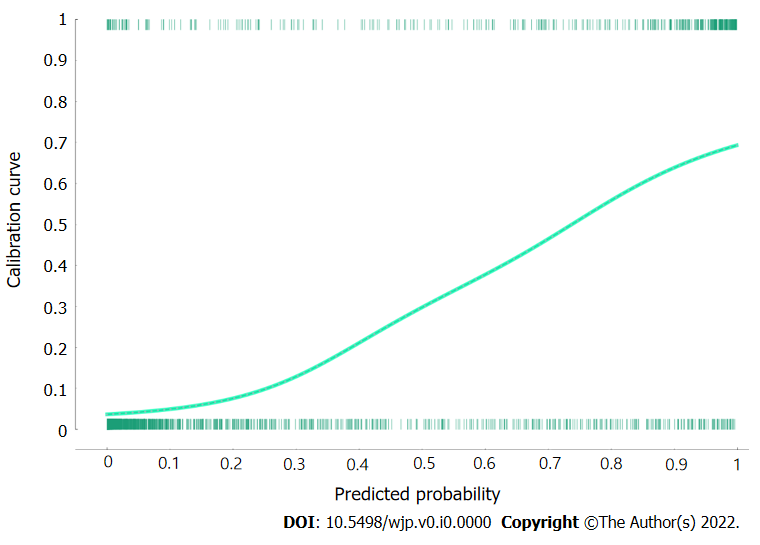 1
0.9
0.8
0.7
0.6
0.5
0.4
0.3
0.2
0.1
0
Calibration curve
0 0.1 0.2 0.3 0.4 0.5 0.6 0.7 0.8 0.9 1
Predicted probability
DOI: 10.5498/wjp.v0.i0.0000 Copyright ©The Author(s) 2022.